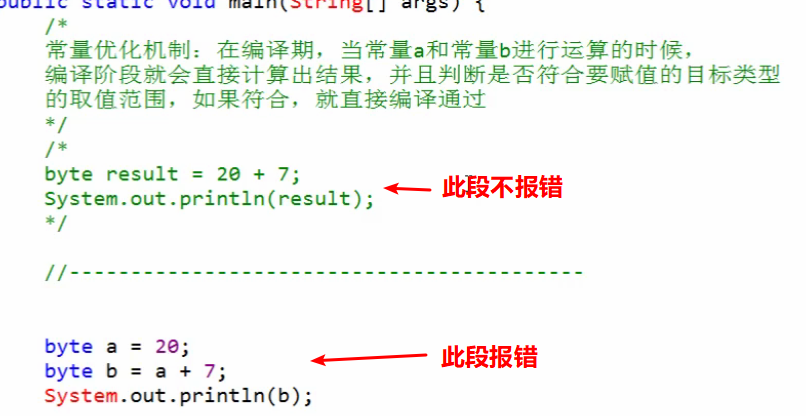 public static void main(String[] args) {
/*
常量优化机制：在编译期，当常量a和常量b进行运算的时候，
编译阶段就会直接计算出结果，并且判断是否符合要赋值的目标类型
的取值范围，如果符合，就直接编译通过
*/
/*
byte result = 20 + 7;
System.out.println(result);
此段不报错
*/
//------------------------------------------
byte a = 20;
byte b = a + 7;
此段报错
System.out.println(b);